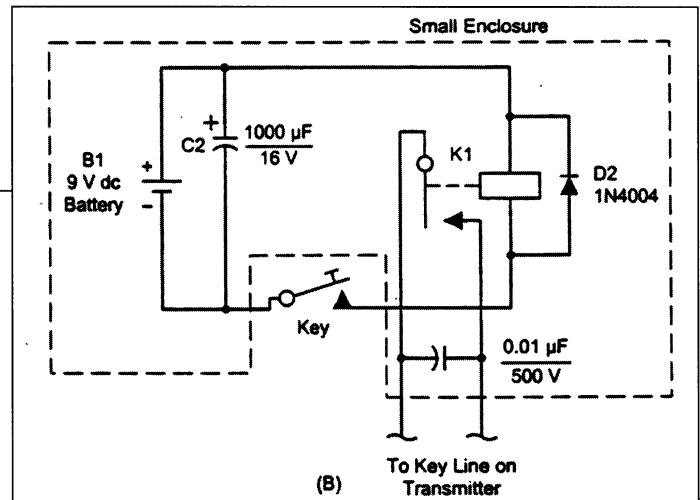 Small Enclosure
+
C2
1000 µF
16 V
B1
9 V dc
Battery
+
−
K1
D2
1N4004
Key
0.01 µF
500 V
To Key Line on
Transmitter
(B)